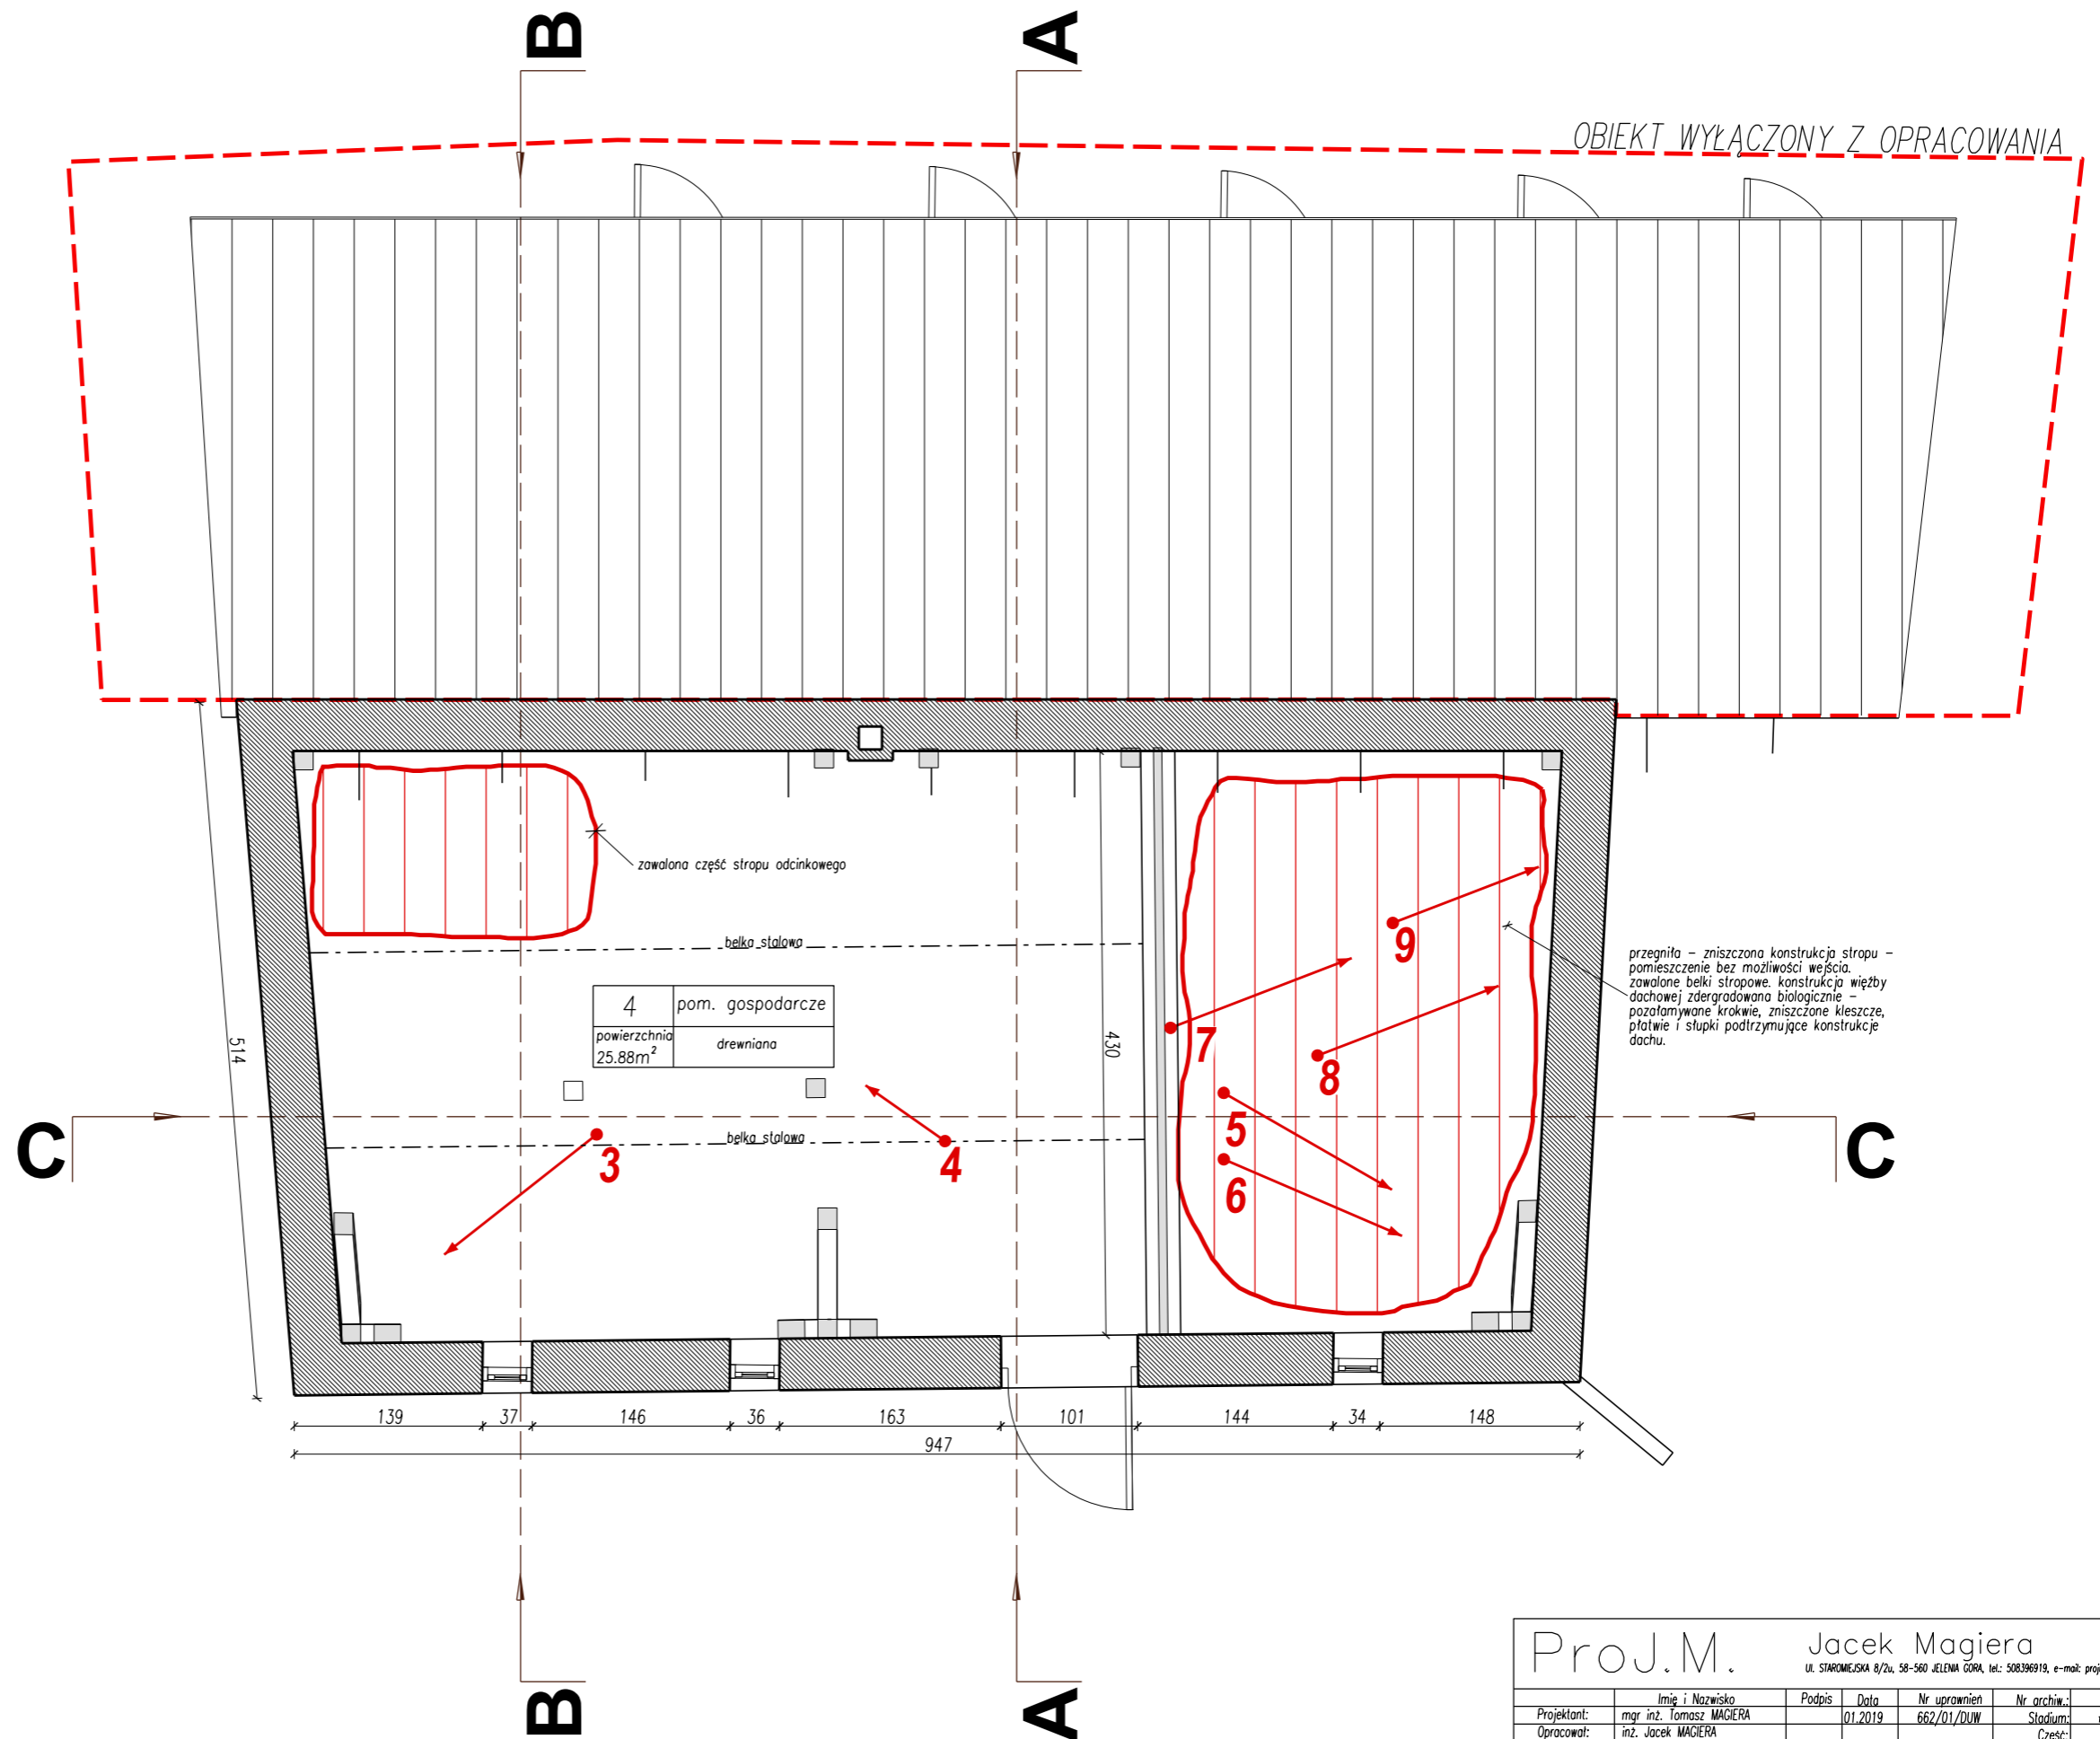 B
A
OBIEKT WYŁĄCZONY Z OPRACOWANIA
zawalona część stropu odcinkowego
belka stalowa
9
przegniła – zniszczona konstrukcja stropu –
pomieszczenie bez możliwości wejścia.
zawalone belki stropowe. konstrukcja więźby
dachowej zdergradowana biologicznie –
pozałamywane krokwie, zniszczone kleszcze,
płatwie i słupki podtrzymujące konstrukcje
dachu.
4
pom. gospodarcze
powierzchnia
25.88m²
drewniana
514
430
7
8
5
C
C
belka stalowa
3
4
6
139
37
146
36
163
101
144
34
148
947
B
A
ProJ.M.
Jacek Magiera
Ul. STAROMIEJSKA 8/2u, 58-560 JELENIA GÓRA, tel.: 508396919, e-mail: proj
Imię i Nazwisko
Podpis
Data
Nr uprawnień
Nr archiw.:
Projektant:
mgr inż. Tomasz MAGIERA
01.2019
662/01/DUW
Stadium:
Opracował:
inż. Jacek MAGIERA
Część: